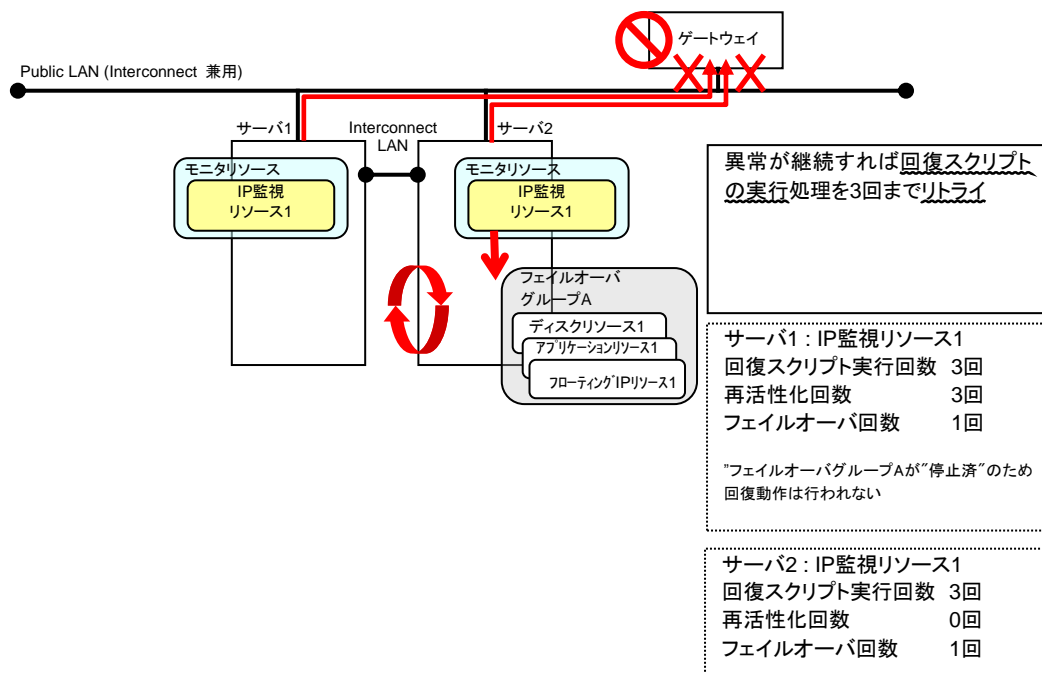 ゲートウェイ
Public LAN (Interconnect 兼用)
サーバ1
Interconnect
LAN
サーバ2
モニタリソース
IP監視
リソース1
モニタリソース
IP監視
リソース1
フェイルオーバ
グループA
ディスクリソース1
アプリケーションリソース1
フローティングIPリソース1
異常が継続すれば回復スクリプト
の実行処理を3回までリトライ
サーバ1 : IP監視リソース1
回復スクリプト実行回数 3回
再活性化回数 3回
フェイルオーバ回数 1回
”フェイルオーバグループAが″停止済″のため
回復動作は行われない
サーバ2 : IP監視リソース1
回復スクリプト実行回数 3回
再活性化回数 0回
フェイルオーバ回数 1回